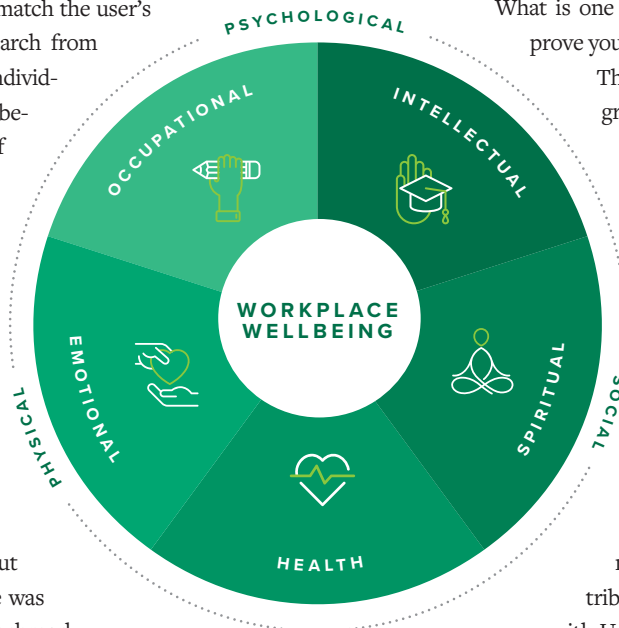 match the user's
arch from
ndivid-
be-
f
What is one
prove you
Th
gr
PSYCHOLOGICAL
OCCUPATIONAL
INTELLECTUAL
WORKPLACE
WELLBEING
EMOTIONAL
SPIRITUAL
PHYSICAL
SOCIAL
HEALTH
ut
e was
trib